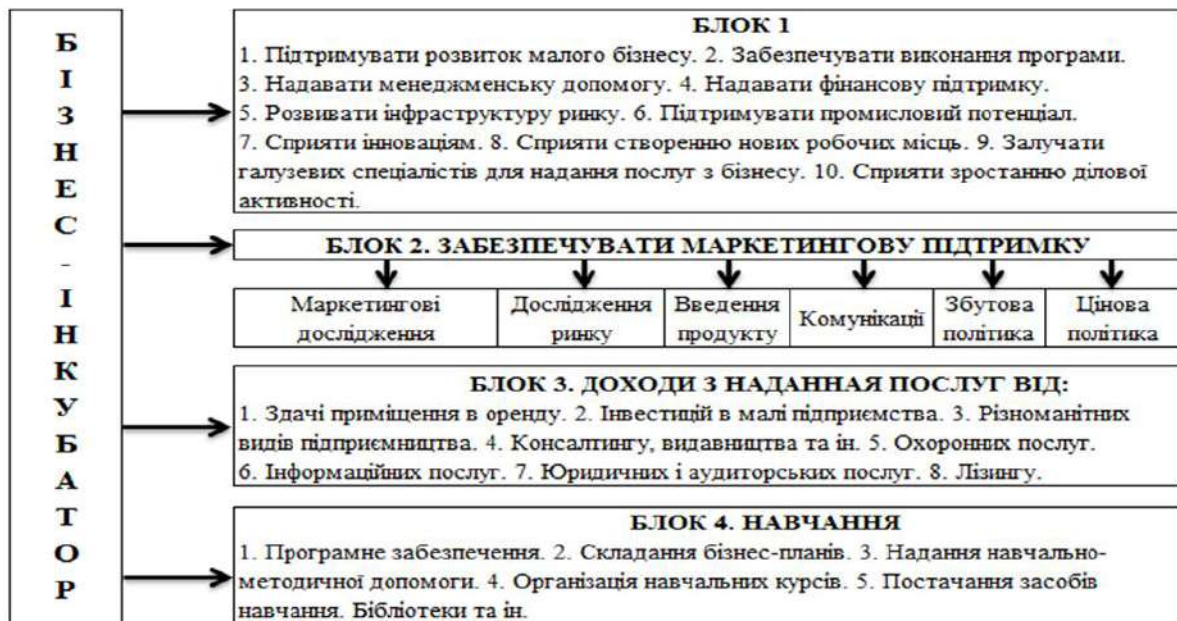 БІЗНЕС-ІНКУБАТОР
БЛОК 1
1. Підтримувати розвиток малого бізнесу. 2. Забезпечувати виконання програми.
3. Надавати менеджменську допомогу. 4. Надавати фінансову підтримку.
5. Розвивати інфраструктуру ринку. 6. Підтримувати промисловий потенціал.
7. Сприяти інноваціям. 8. Сприяти створенню нових робочих місць. 9. Залучати
галузевих спеціалістів для надання послуг з бізнесу. 10. Сприяти зростанню ділової
активності.
БЛОК 2. ЗАБЕЗПЕЧУВАТИ МАРКЕТИНГОВУ ПІДТРИМКУ
Маркетингові
дослідження
Дослідження
ринку
Введення
продукту
Комунікації
Збутова
політика
Цінова
політика
БЛОК 3. ДОХОДИ З НАДАННАЯ ПОСЛУГ ВІД:
1. Здачі приміщення в оренду. 2. Інвестицій в малі підприємства. 3. Різноманітних
видів підприємництва. 4. Консалтингу, видавництва та ін. 5. Охоронних послуг.
6. Інформаційних послуг. 7. Юридичних і аудиторських послуг. 8. Лізингу.
БЛОК 4. НАВЧАННЯ
1. Програмне забезпечення. 2. Складання бізнес-планів. 3. Надання навчально-
методичної допомоги. 4. Організація навчальних курсів. 5. Постачання засобів
навчання. Бібліотеки та ін.